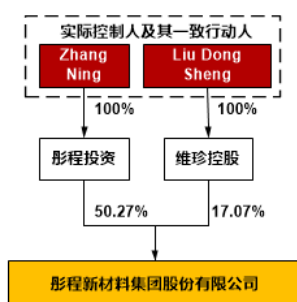 实际控制人及其一致行动人
Zhang
Ning
Liu Dong
Sheng
100%
100%
彤程投资
维珍控股
50.27%
17.07%
彤程新材料集团股份有限公司